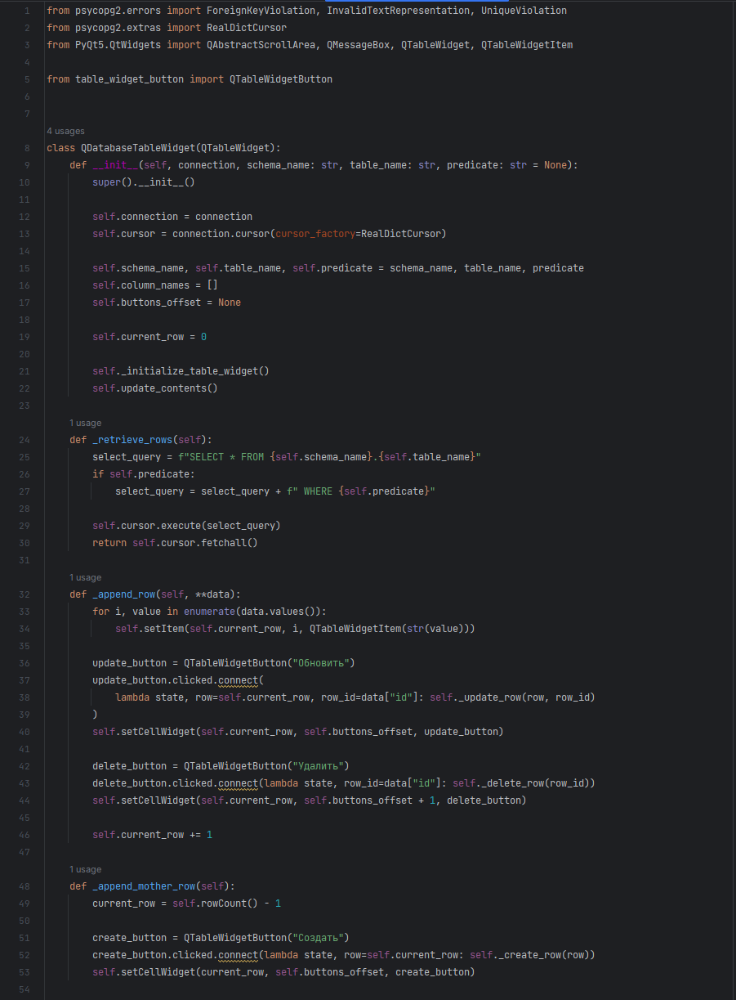 1 from psycopg2.errors import ForeignKeyViolation, InvalidTextRepresentation, UniqueViolation
2 from psycopg2.extras import RealDictCursor
3 from PyQt5.QtWidgets import QAbstractScrollArea, QMessageBox, QTableWidget, QTableWidgetItem
4
5 from table_widget_button import QTableWidgetButton
6
7
4 usages
8 class QDatabaseTableWidget(QTableWidget):
9     def __init__(self, connection, schema_name: str, table_name: str, predicate: str = None):
10         super().__init__()
11
12         self.connection = connection
13         self.cursor = connection.cursor(cursor_factory=RealDictCursor)
14
15         self.schema_name, self.table_name, self.predicate = schema_name, table_name, predicate
16         self.column_names = []
17         self.buttons_offset = None
18
19         self.current_row = 0
20
21         self._initialize_table_widget()
22         self.update_contents()
23
1 usage
24     def _retrieve_rows(self):
25         select_query = f"SELECT * FROM {self.schema_name}.{self.table_name}"
26         if self.predicate:
27             select_query = select_query + f" WHERE {self.predicate}"
28
29         self.cursor.execute(select_query)
30         return self.cursor.fetchall()
31
1 usage
32     def _append_row(self, **data):
33         for i, value in enumerate(data.values()):
34             self.setItem(self.current_row, i, QTableWidgetItem(str(value)))
35
36         update_button = QTableWidgetButton("Обновить")
37         update_button.clicked.connect(
38             lambda state, row=self.current_row, row_id=data["id"]: self._update_row(row, row_id)
39         )
40         self.setCellWidget(self.current_row, self.buttons_offset, update_button)
41
42         delete_button = QTableWidgetButton("Удалить")
43         delete_button.clicked.connect(lambda state, row_id=data["id"]: self._delete_row(row_id))
44         self.setCellWidget(self.current_row, self.buttons_offset + 1, delete_button)
45
46         self.current_row += 1
47
1 usage
48     def _append_mother_row(self):
49         current_row = self.rowCount() - 1
50
51         create_button = QTableWidgetButton("Создать")
52         create_button.clicked.connect(lambda state, row=self.current_row: self._create_row(row))
53         self.setCellWidget(current_row, self.buttons_offset, create_button)
54